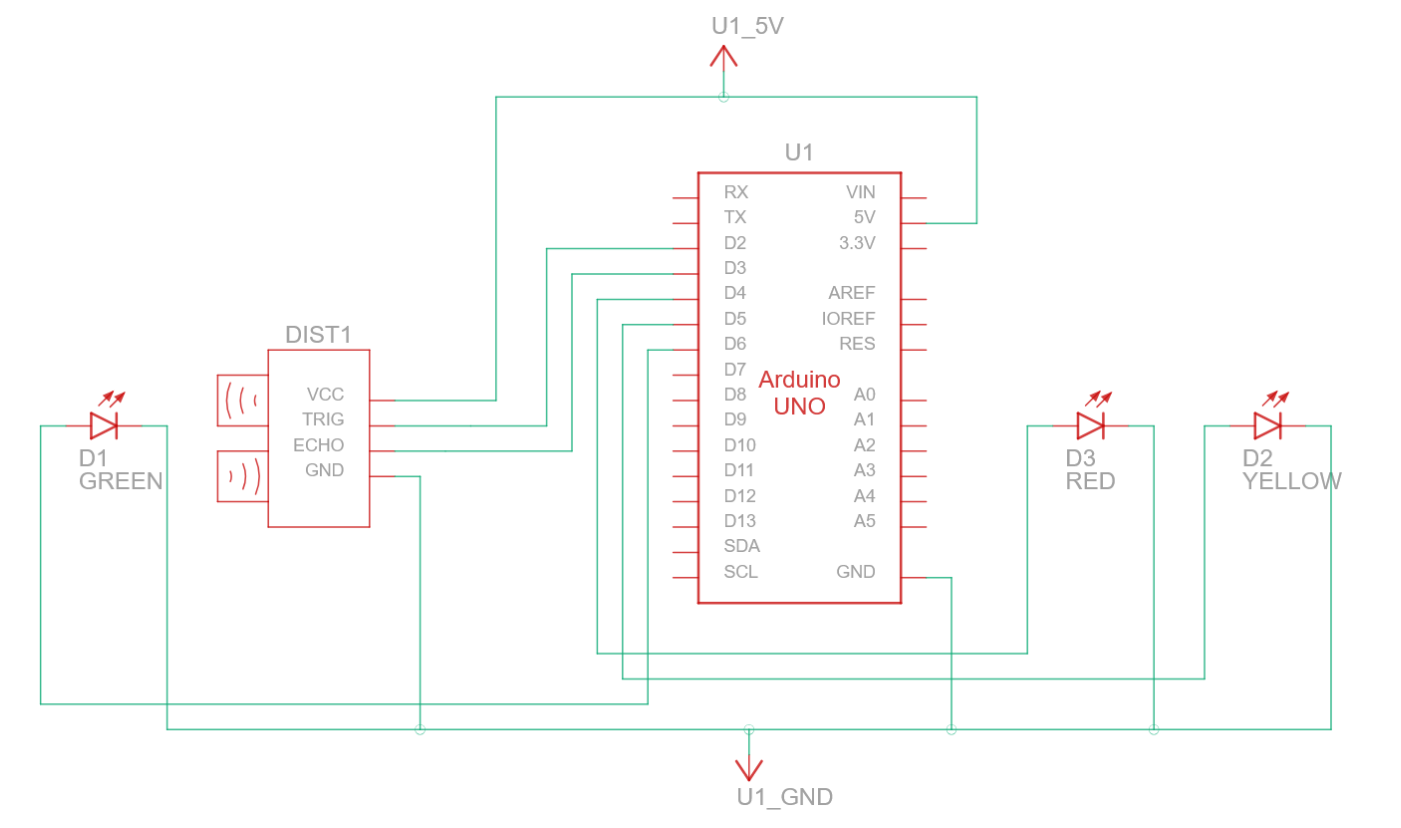 U1_5V
U1
RX
VIN
TX
5V
D2
3.3V
D3
D4
AREF
D5
IOREF
D6
RES
D7
D8
A0
D9
A1
D10
A2
D11
A3
D12
A4
D13
A5
SDA
SCL
GND
Arduino
UNO
DIST1
VCC
TRIG
ECHO
GND
D1
GREEN
D3
RED
D2
YELLOW
U1_GND